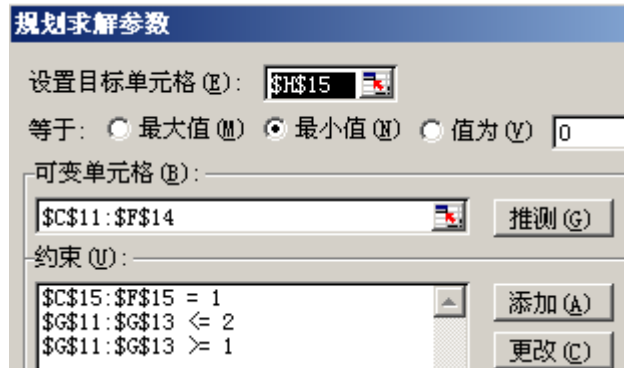 规划求解参数
设置目标单元格(E): $H$15
等于: 最大值(M) 最小值(N) 值为(V) 0
可变单元格(B):
$C$11:$F$14 推测(G)
约束(U):
$C$15:$F$15 = 1 添加(A)
$G$11:$G$13 <= 2
$G$11:$G$13 >= 1 更改(C)